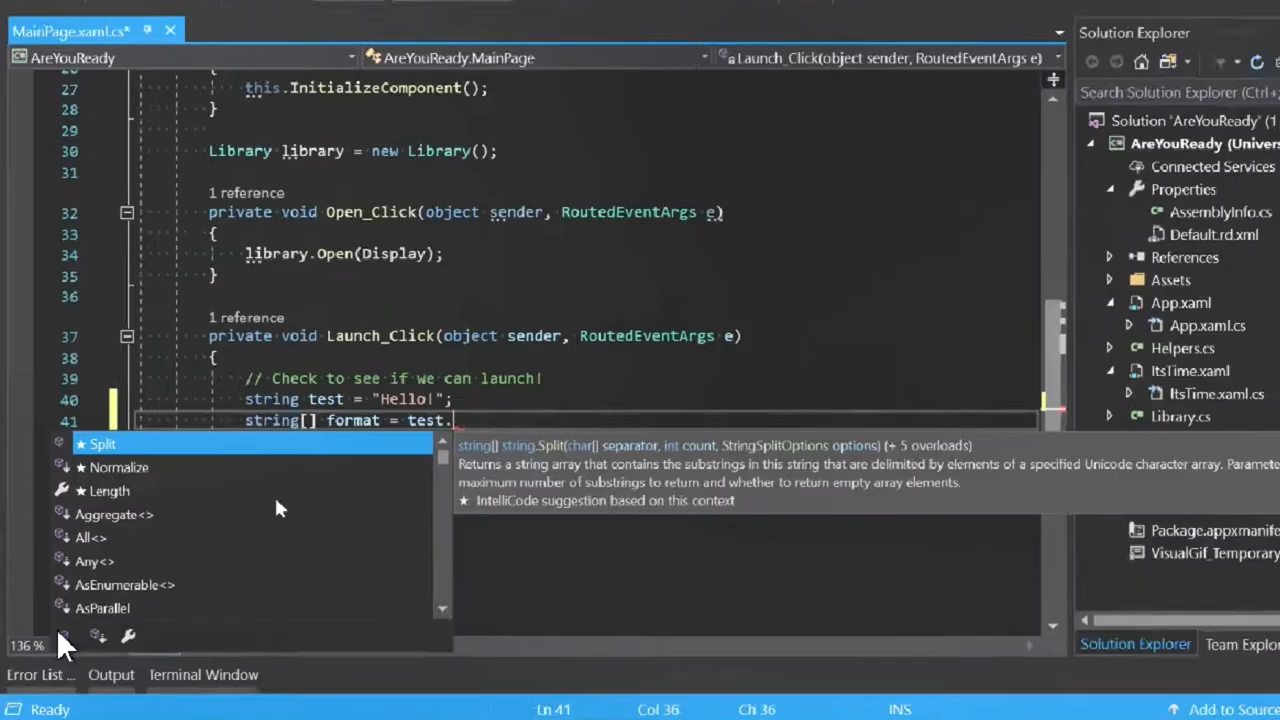 MainPage.xaml.cs*
AreYouReady
AreYouReady.MainPage
Launch_Click(object sender, RoutedEventArgs e)
27 this.InitializeComponent();
28 }
29
30 Library library = new Library();
31
1 reference
32 private void Open_Click(object sender, RoutedEventArgs e)
33 {
34 library.Open(Display);
35 }
36
1 reference
37 private void Launch_Click(object sender, RoutedEventArgs e)
38 {
39 // Check to see if we can launch!
40 string test = "Hello!";
41 string[] format = test.
★ Split
★ Normalize
★ Length
Aggregate<>
All<>
Any<>
AsEnumerable<>
AsParallel
string[] string.Split(char[] separator, int count, StringSplitOptions options) (+ 5 overloads)
Returns a string array that contains the substrings in this string that are delimited by elements of a specified Unicode character array. Paramete
maximum number of substrings to return and whether to return empty array elements.
★ IntelliCode suggestion based on this context
136 %
Error List ...
Output
Terminal Window
Solution Explorer
Search Solution Explorer (Ctrl+;
Solution "AreYouReady" (1
AreYouReady (Univers
Connected Services
Properties
AssemblyInfo.cs
Default.rd.xml
References
Assets
App.xaml
App.xaml.cs
Helpers.cs
ItsTime.xaml
ItsTime.xaml.cs
Library.cs
Package.appxmanife
VisualGif_Temporary
Solution Explorer
Team Explore
Ready
Ln 41
Col 36
Ch 36
INS
Add to Source